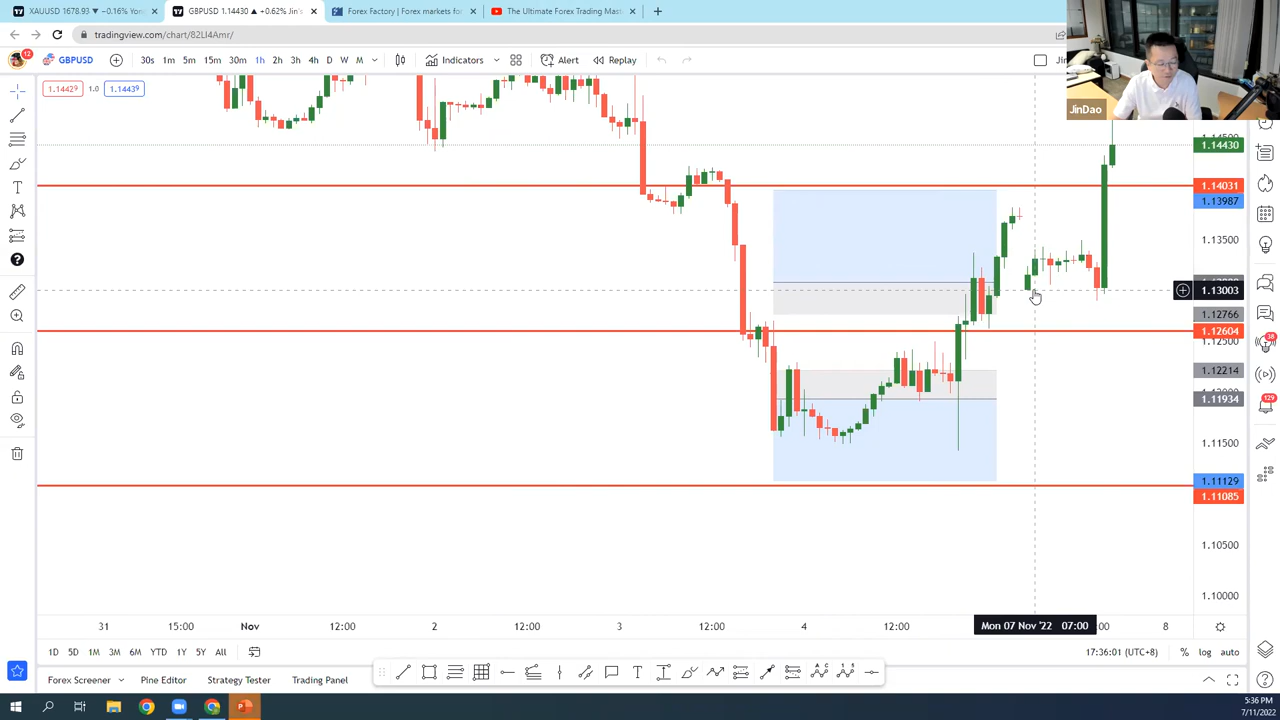 XAUUSD 1678.93 ▼ −0.16%
GBPUSD 1.14430 ▲ +0.62% Jin's
Forex Factory | Forex markets for
The Ultimate Forex Trading Mast
tradingview.com/chart/82LI4Amr/
12
GBPUSD
30s 1m 5m 15m 30m 1h 2h 3h 4h D W M
Indicators
Alert
Replay
1.14429
1.0
1.14439
JinDao
1.14430
1.14031
1.13987
1.13500
1.13003
1.12766
1.12604
1.12500
1.12214
1.11934
1.11500
1.11129
1.11085
1.10500
1.10000
38
129
31 15:00 Nov 12:00 2 12:00 3 12:00 4 12:00 Mon 07 Nov '22 07:00 8
1D 5D 1M 3M 6M YTD 1Y 5Y All
17:36:01 (UTC+8)
% log auto
Forex Screener Pine Editor Strategy Tester Trading Panel
5:36 PM
7/11/2022